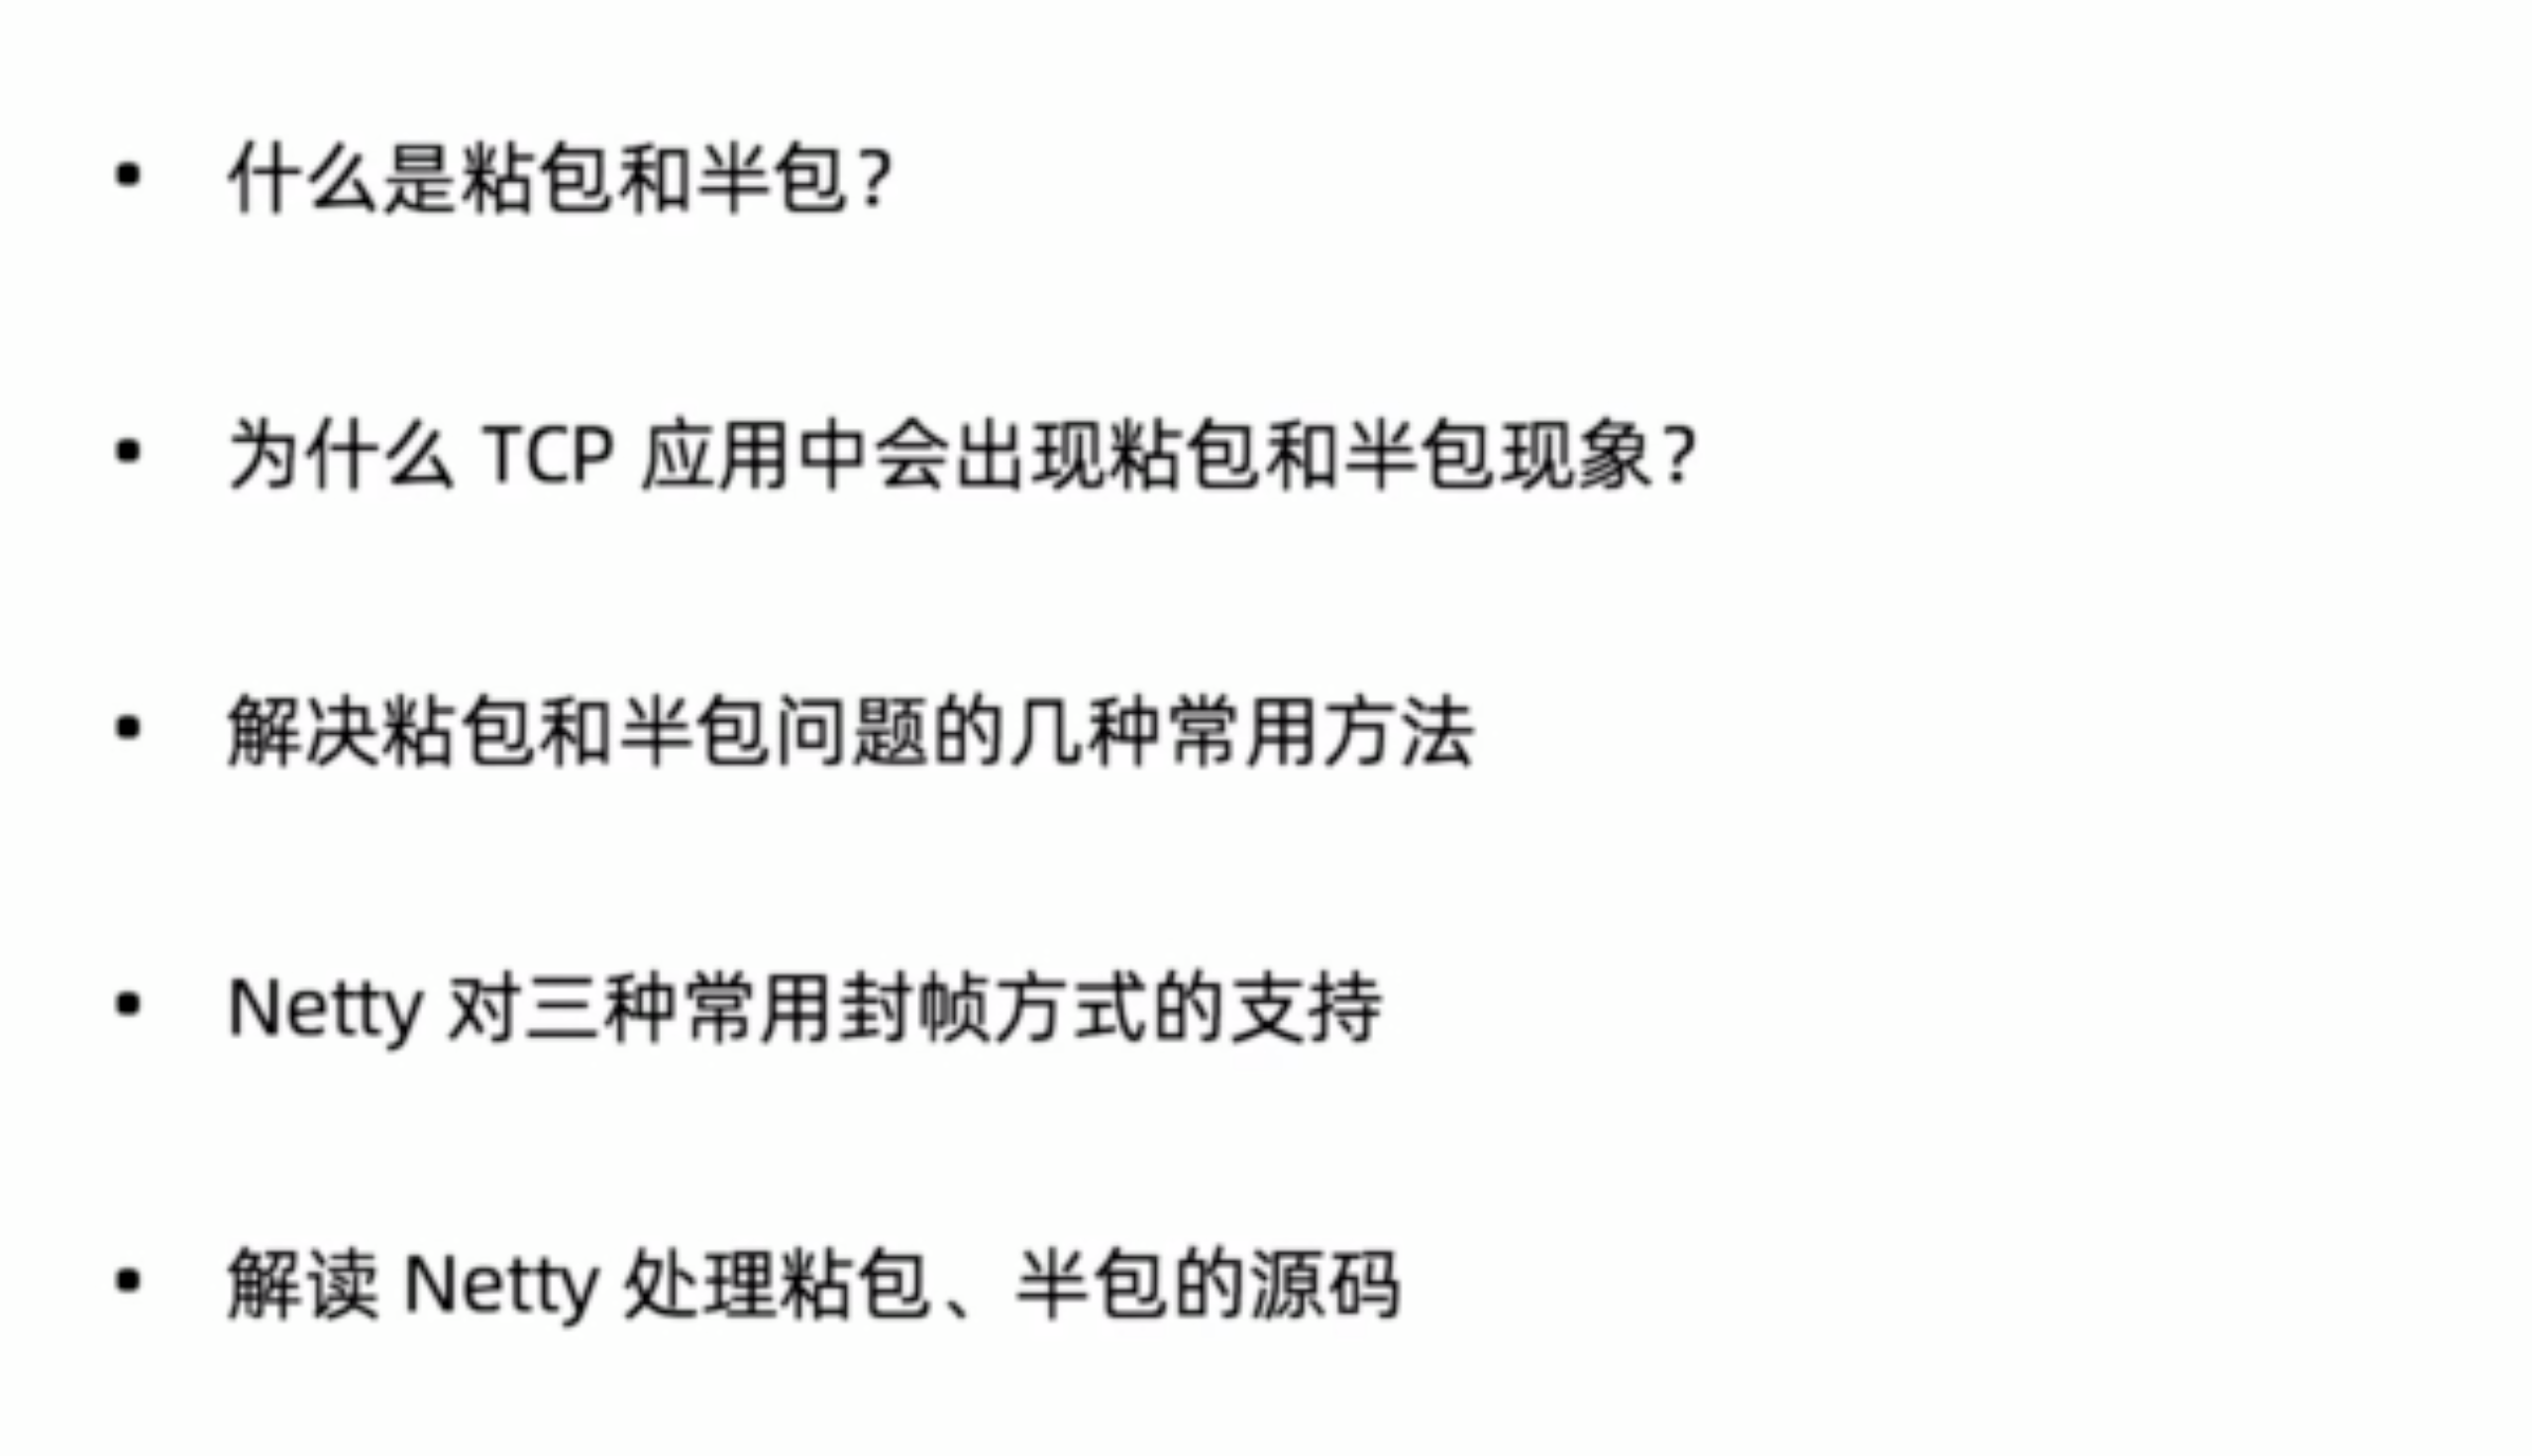 • 什么是粘包和半包？
• 为什么 TCP 应用中会出现粘包和半包现象？
• 解决粘包和半包问题的几种常用方法
• Netty 对三种常用封帧方式的支持
• 解读 Netty 处理粘包、半包的源码